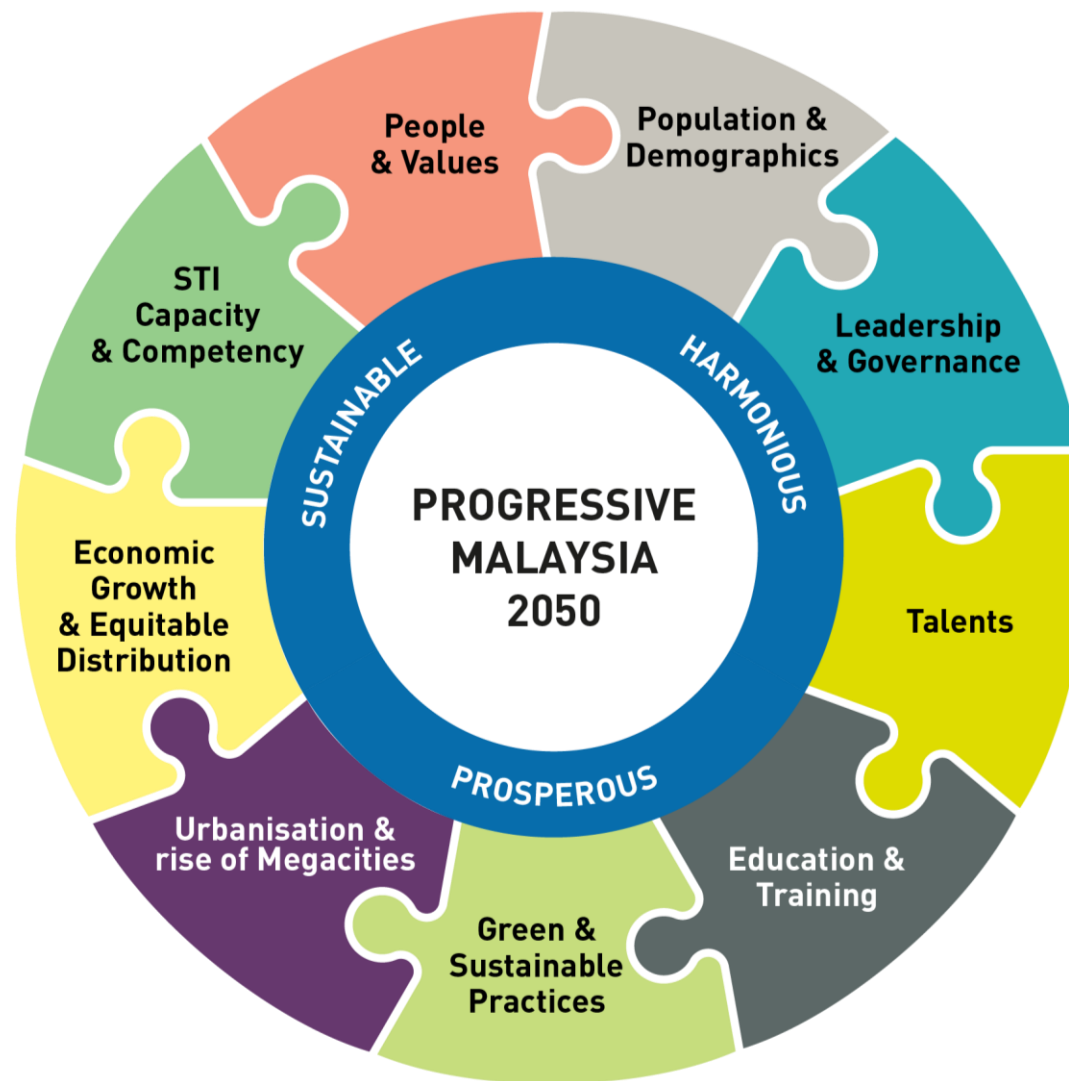 People
& Values
Population &
Demographics
Leadership
& Governance
Talents
Education &
Training
Green &
Sustainable
Practices
Urbanisation &
rise of Megacities
Economic
Growth
& Equitable
Distribution
STI
Capacity
& Competency
SUSTAINABLE
HARMONIOUS
PROSPEROUS
PROGRESSIVE
MALAYSIA
2050